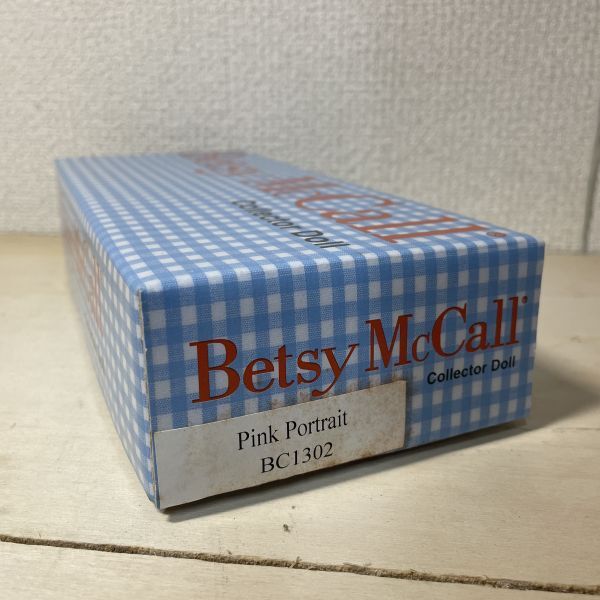 Betsy McCall
Collector Doll
Betsy McCall
Collector Doll
Pink Portrait
BC1302